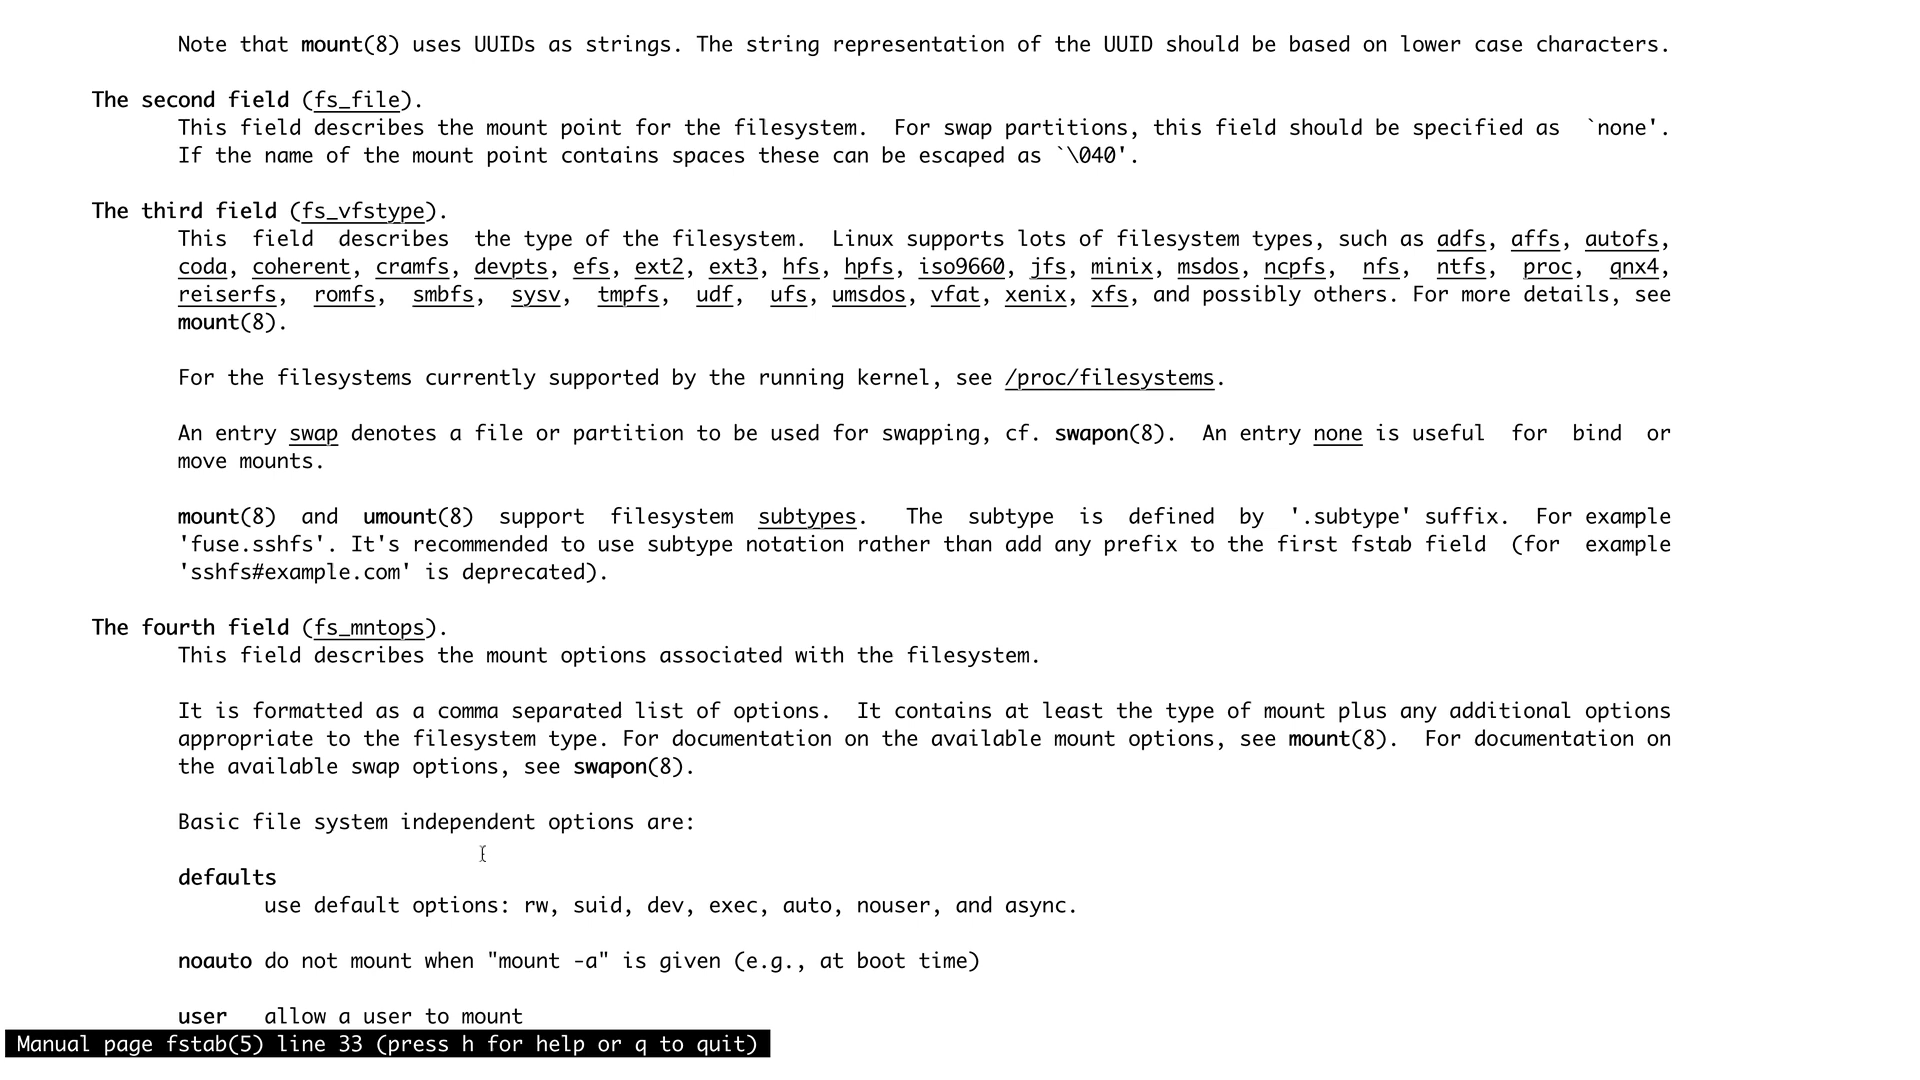 Note that mount(8) uses UUIDs as strings. The string representation of the UUID should be based on lower case characters.
The second field (fs_file).
This field describes the mount point for the filesystem.  For swap partitions, this field should be specified as  `none'.
If the name of the mount point contains spaces these can be escaped as `\040'.
The third field (fs_vfstype).
This  field  describes  the type of the filesystem.  Linux supports lots of filesystem types, such as adfs, affs, autofs,
coda, coherent, cramfs, devpts, efs, ext2, ext3, hfs, hpfs, iso9660, jfs, minix, msdos, ncpfs,  nfs,  ntfs,  proc,  qnx4,
reiserfs,  romfs,  smbfs,  sysv,  tmpfs,  udf,  ufs,  umsdos, vfat, xenix, xfs, and possibly others. For more details, see
mount(8).
For the filesystems currently supported by the running kernel, see /proc/filesystems.
An entry swap denotes a file or partition to be used for swapping, cf. swapon(8).  An entry none is useful  for  bind  or
move mounts.
mount(8)  and  umount(8)  support  filesystem  subtypes.   The  subtype  is  defined  by  '.subtype' suffix.  For example
'fuse.sshfs'. It's recommended to use subtype notation rather than add any prefix to the first fstab field  (for  example
'sshfs#example.com' is deprecated).
The fourth field (fs_mntops).
This field describes the mount options associated with the filesystem.
It is formatted as a comma separated list of options.  It contains at least the type of mount plus any additional options
appropriate to the filesystem type. For documentation on the available mount options, see mount(8).  For documentation on
the available swap options, see swapon(8).
Basic file system independent options are:
defaults
use default options: rw, suid, dev, exec, auto, nouser, and async.
noauto do not mount when "mount -a" is given (e.g., at boot time)
user   allow a user to mount
Manual page fstab(5) line 33 (press h for help or q to quit)